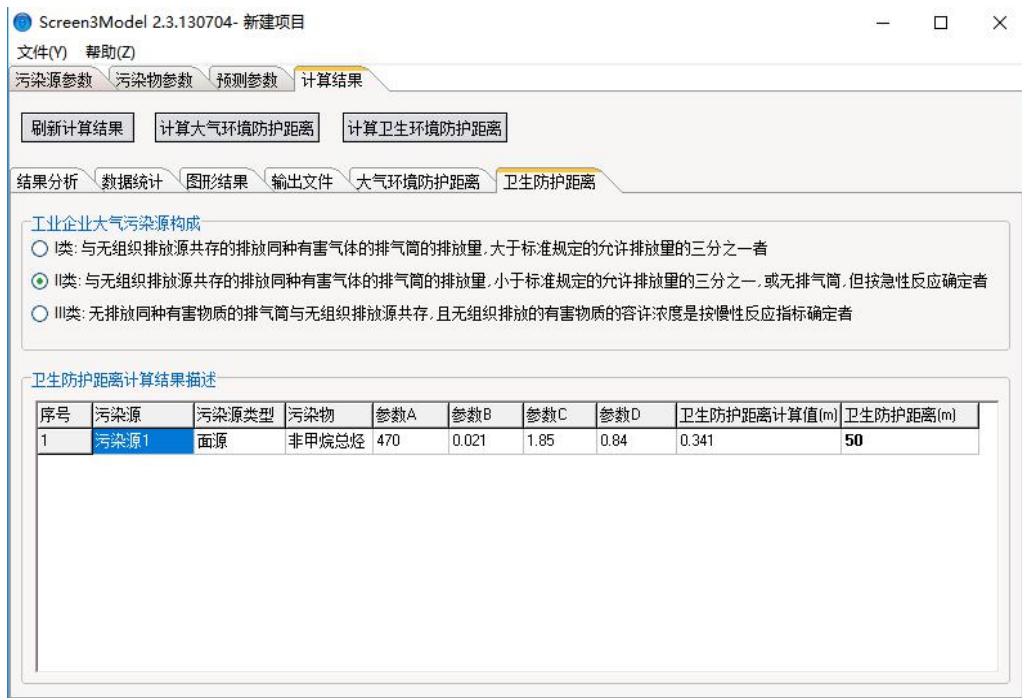 Screen3Model 2.3.130704- 新建项目
文件(Y) 帮助(Z)
污染源参数 污染物参数 预测参数 计算结果
刷新计算结果 计算大气环境防护距离 计算卫生环境防护距离
结果分析 数据统计 图形结果 输出文件 大气环境防护距离 卫生防护距离
工业企业大气污染源构成
I类:与无组织排放源共存的排放同种有害气体的排气筒的排放量,大于标准规定的允许排放量的三分之一者
II类:与无组织排放源共存的排放同种有害气体的排气筒的排放量,小于标准规定的允许排放量的三分之一,或无排气筒,但按急性反应确定者
III类:无排放同种有害物质的排气筒与无组织排放源共存,且无组织排放的有害物质的容许浓度是按慢性反应指标确定者
卫生防护距离计算结果描述
序号 污染源 污染源类型 污染物 参数A 参数B 参数C 参数D 卫生防护距离计算值(m) 卫生防护距离(m)
1 污染源1 面源 非甲烷总烃 470 0.021 1.85 0.84 0.341 50